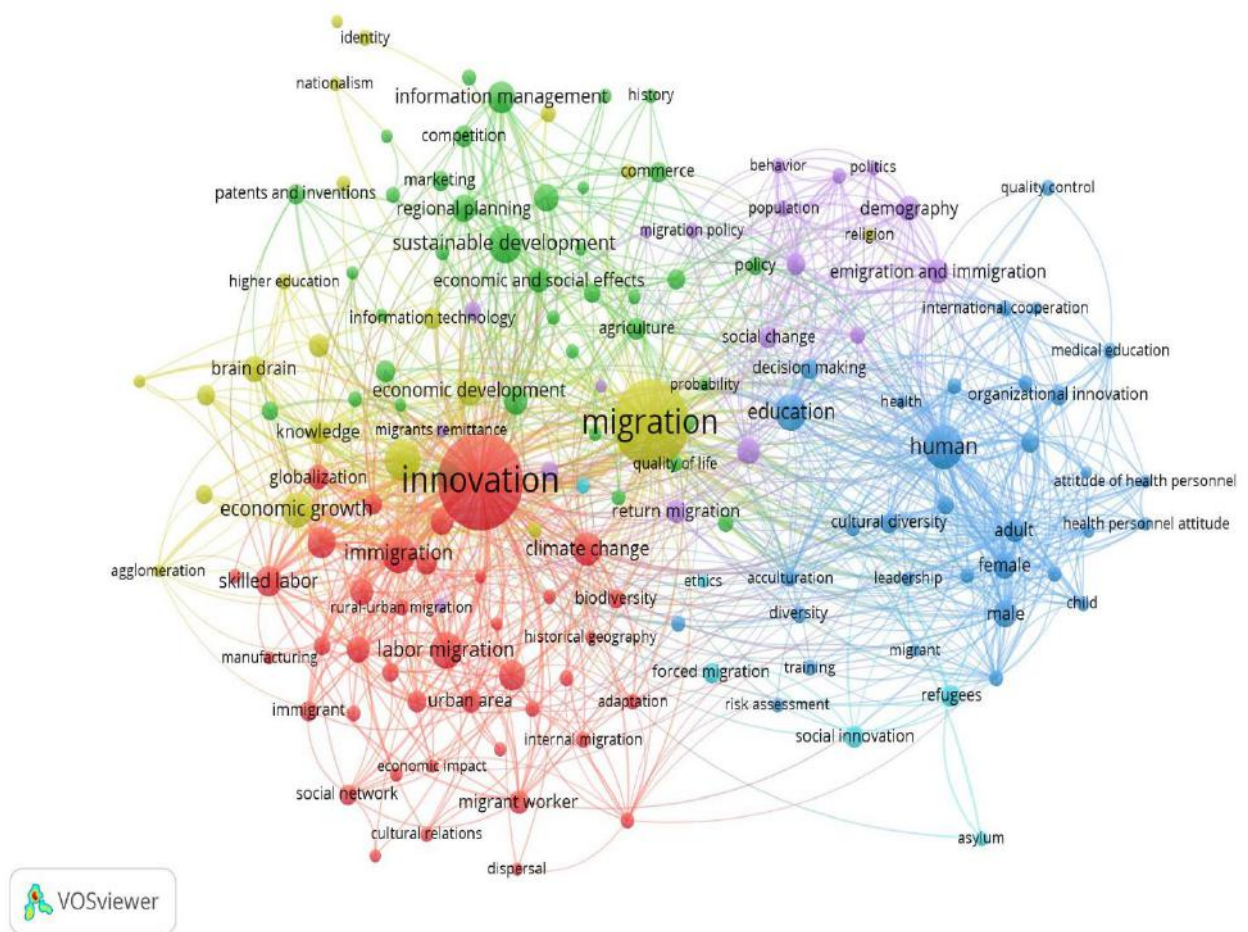 identity
nationalism
information management
history
competition
behavior
politics
commerce
marketing
quality control
patents and inventions
regional planning
population
demography
migration policy
religion
sustainable development
policy
emigration and immigration
higher education
economic and social effects
international cooperation
information technology
agriculture
social change
medical education
brain drain
decision making
economic development
probability
organizational innovation
health
education
migration
migrants remittance
knowledge
human
quality of life
globalization
innovation
attitude of health personnel
economic growth
return migration
cultural diversity
health personnel attitude
adult
immigration
climate change
female
agglomeration
skilled labor
ethics
acculturation
leadership
biodiversity
child
rural-urban migration
diversity
male
historical geography
labor migration
migrant
manufacturing
forced migration
training
refugees
urban area
adaptation
risk assessment
immigrant
internal migration
social innovation
economic impact
social network
migrant worker
cultural relations
asylum
dispersal
VOSviewer